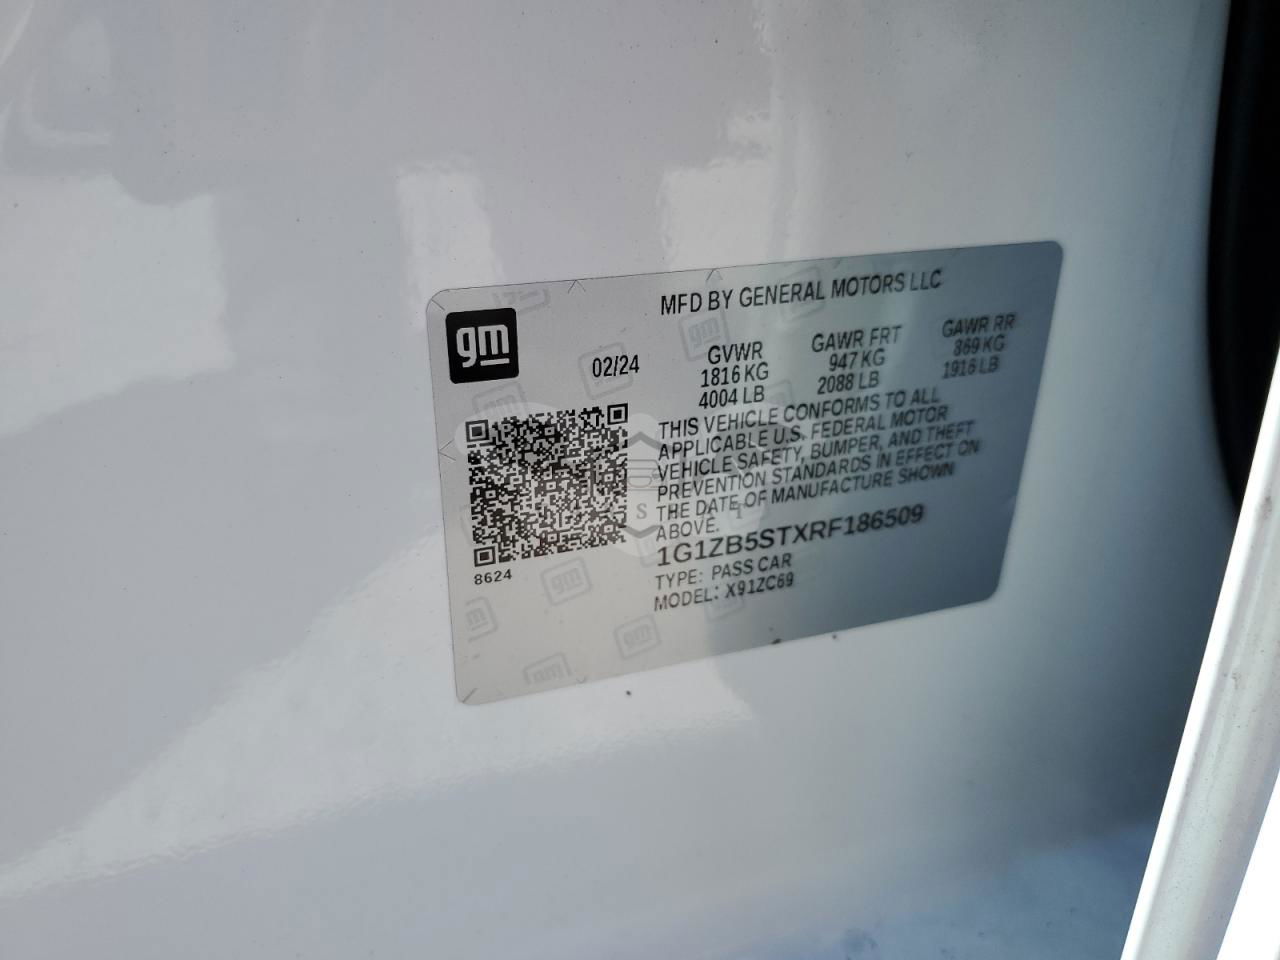 MFD BY GENERAL MOTORS LLC
gm
02/24
GVWR GAWR FRT GAWR RR
1816 KG 947 KG 869 KG
4004 LB 2088 LB 1916 LB
THIS VEHICLE CONFORMS TO ALL
APPLICABLE U.S. FEDERAL MOTOR
VEHICLE SAFETY, BUMPER, AND THEFT
PREVENTION STANDARDS IN EFFECT ON
THE DATE OF MANUFACTURE SHOWN
ABOVE.
1G1ZB5STXRF186509
TYPE: PASS CAR
MODEL: X91ZC69
8624